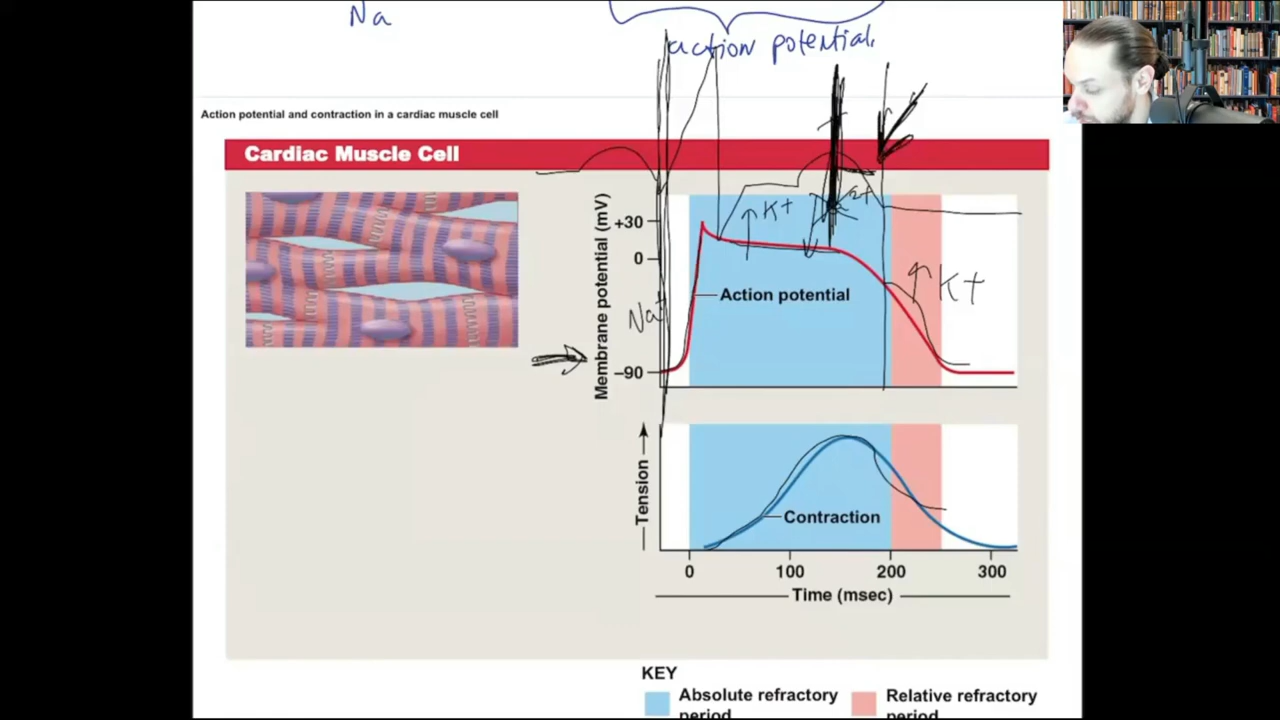 Na
action potential.
Action potential and contraction in a cardiac muscle cell
Cardiac Muscle Cell
Membrane potential (mV)
+30
0
–90
K+
2+
Na+
Action potential
K+
Tension
Contraction
0 100 200 300
Time (msec)
KEY
Absolute refractory period
Relative refractory period